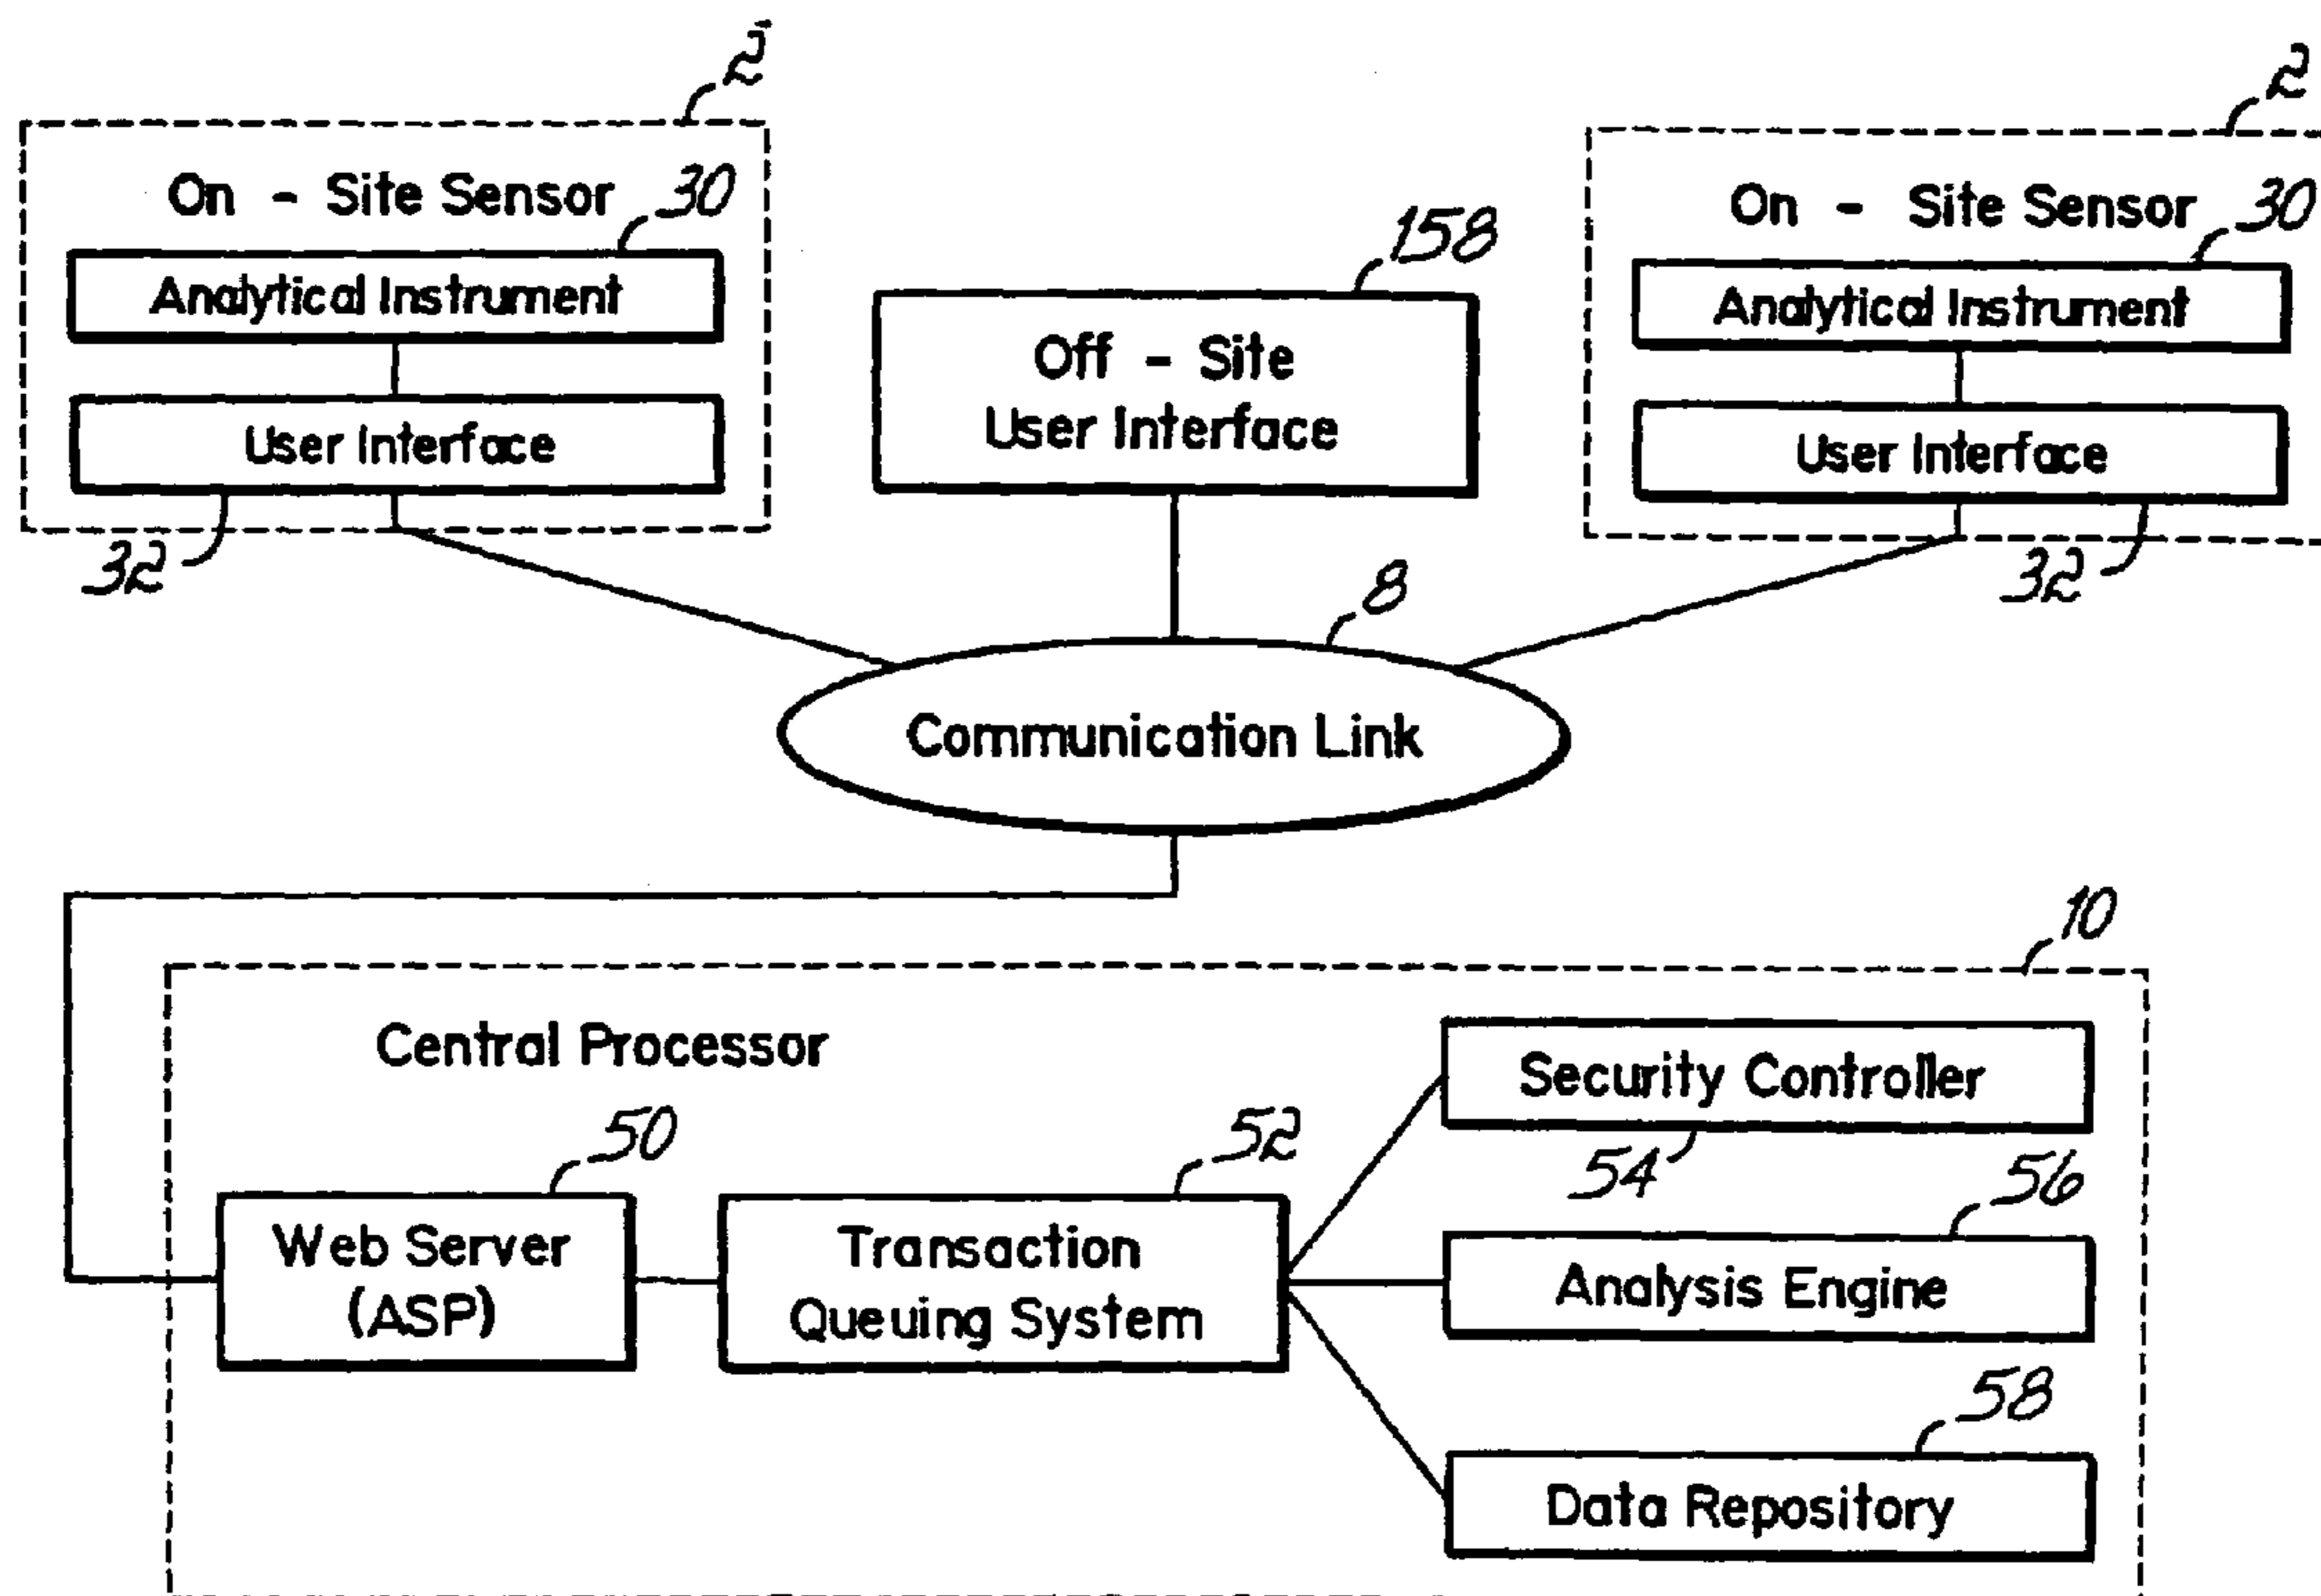 2
2
On - Site Sensor 30
Analytical Instrument
User Interface
32
158
Off - Site
User Interface
On - Site Sensor 30
Analytical Instrument
User Interface
32
8
Communication Link
10
Central Processor
50
Web Server
(ASP)
52
Transaction
Queuing System
Security Controller
54
56
Analysis Engine
58
Data Repository